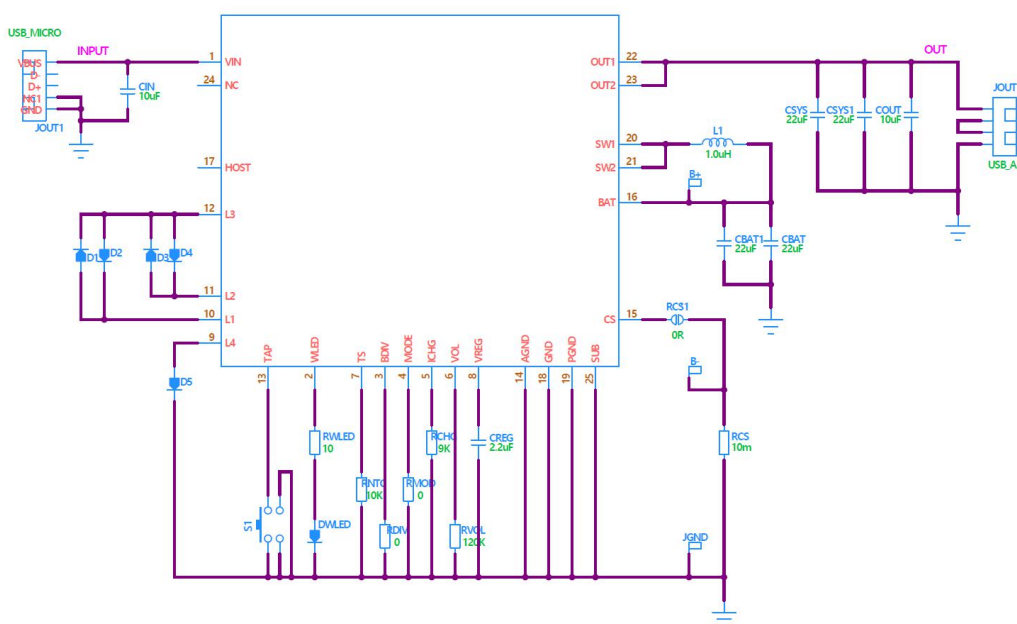 USB_MICRO
INPUT
VBUS
D-
D+
NC1
GND
JOUT1
CIN
10uF
1 VIN
24 NC
17 HOST
12 L3
11 L2
10 L1
9 L4
D1
D2
D3
D4
D5
OUT1 22
OUT2 23
SW1 20
SW2 21
BAT 16
CS 15
OUT
CSYS
22uF
CSYS1
22uF
COUT
10uF
JOUT
USB_A
L1
1.0uH
B+
CBAT1
22uF
CBAT
22uF
RCS1
0R
B-
RCS
10m
JGND
TAP WLED TS BDIV MODE ICHG VOL VREG AGND GND PGND SUB
13 2 7 3 4 5 6 8 14 18 19 25
RWLED
10
RCHG
9K
CREG
2.2uF
RNTC
10K
RMOD
0
S1
DWLED
RDIV
0
RVOL
120K